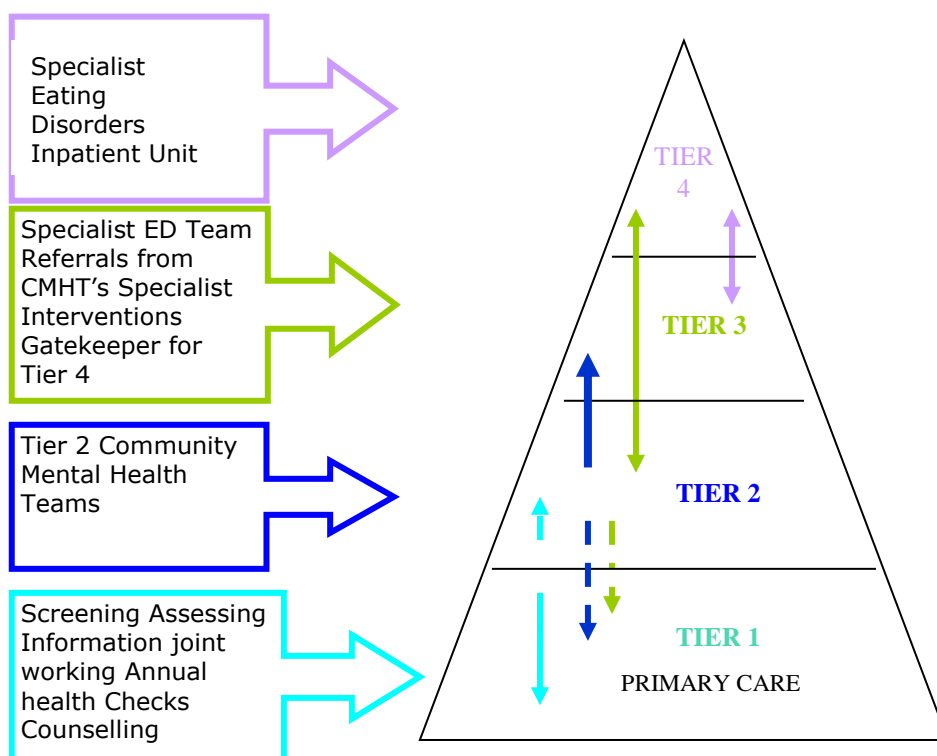 Specialist
Eating
Disorders
Inpatient Unit
Specialist ED Team
Referrals from
CMHT’s Specialist
Interventions
Gatekeeper for
Tier 4
Tier 2 Community
Mental Health
Teams
Screening Assessing
Information joint
working Annual
health Checks
Counselling
TIER
4
TIER 3
TIER 2
TIER 1
PRIMARY CARE